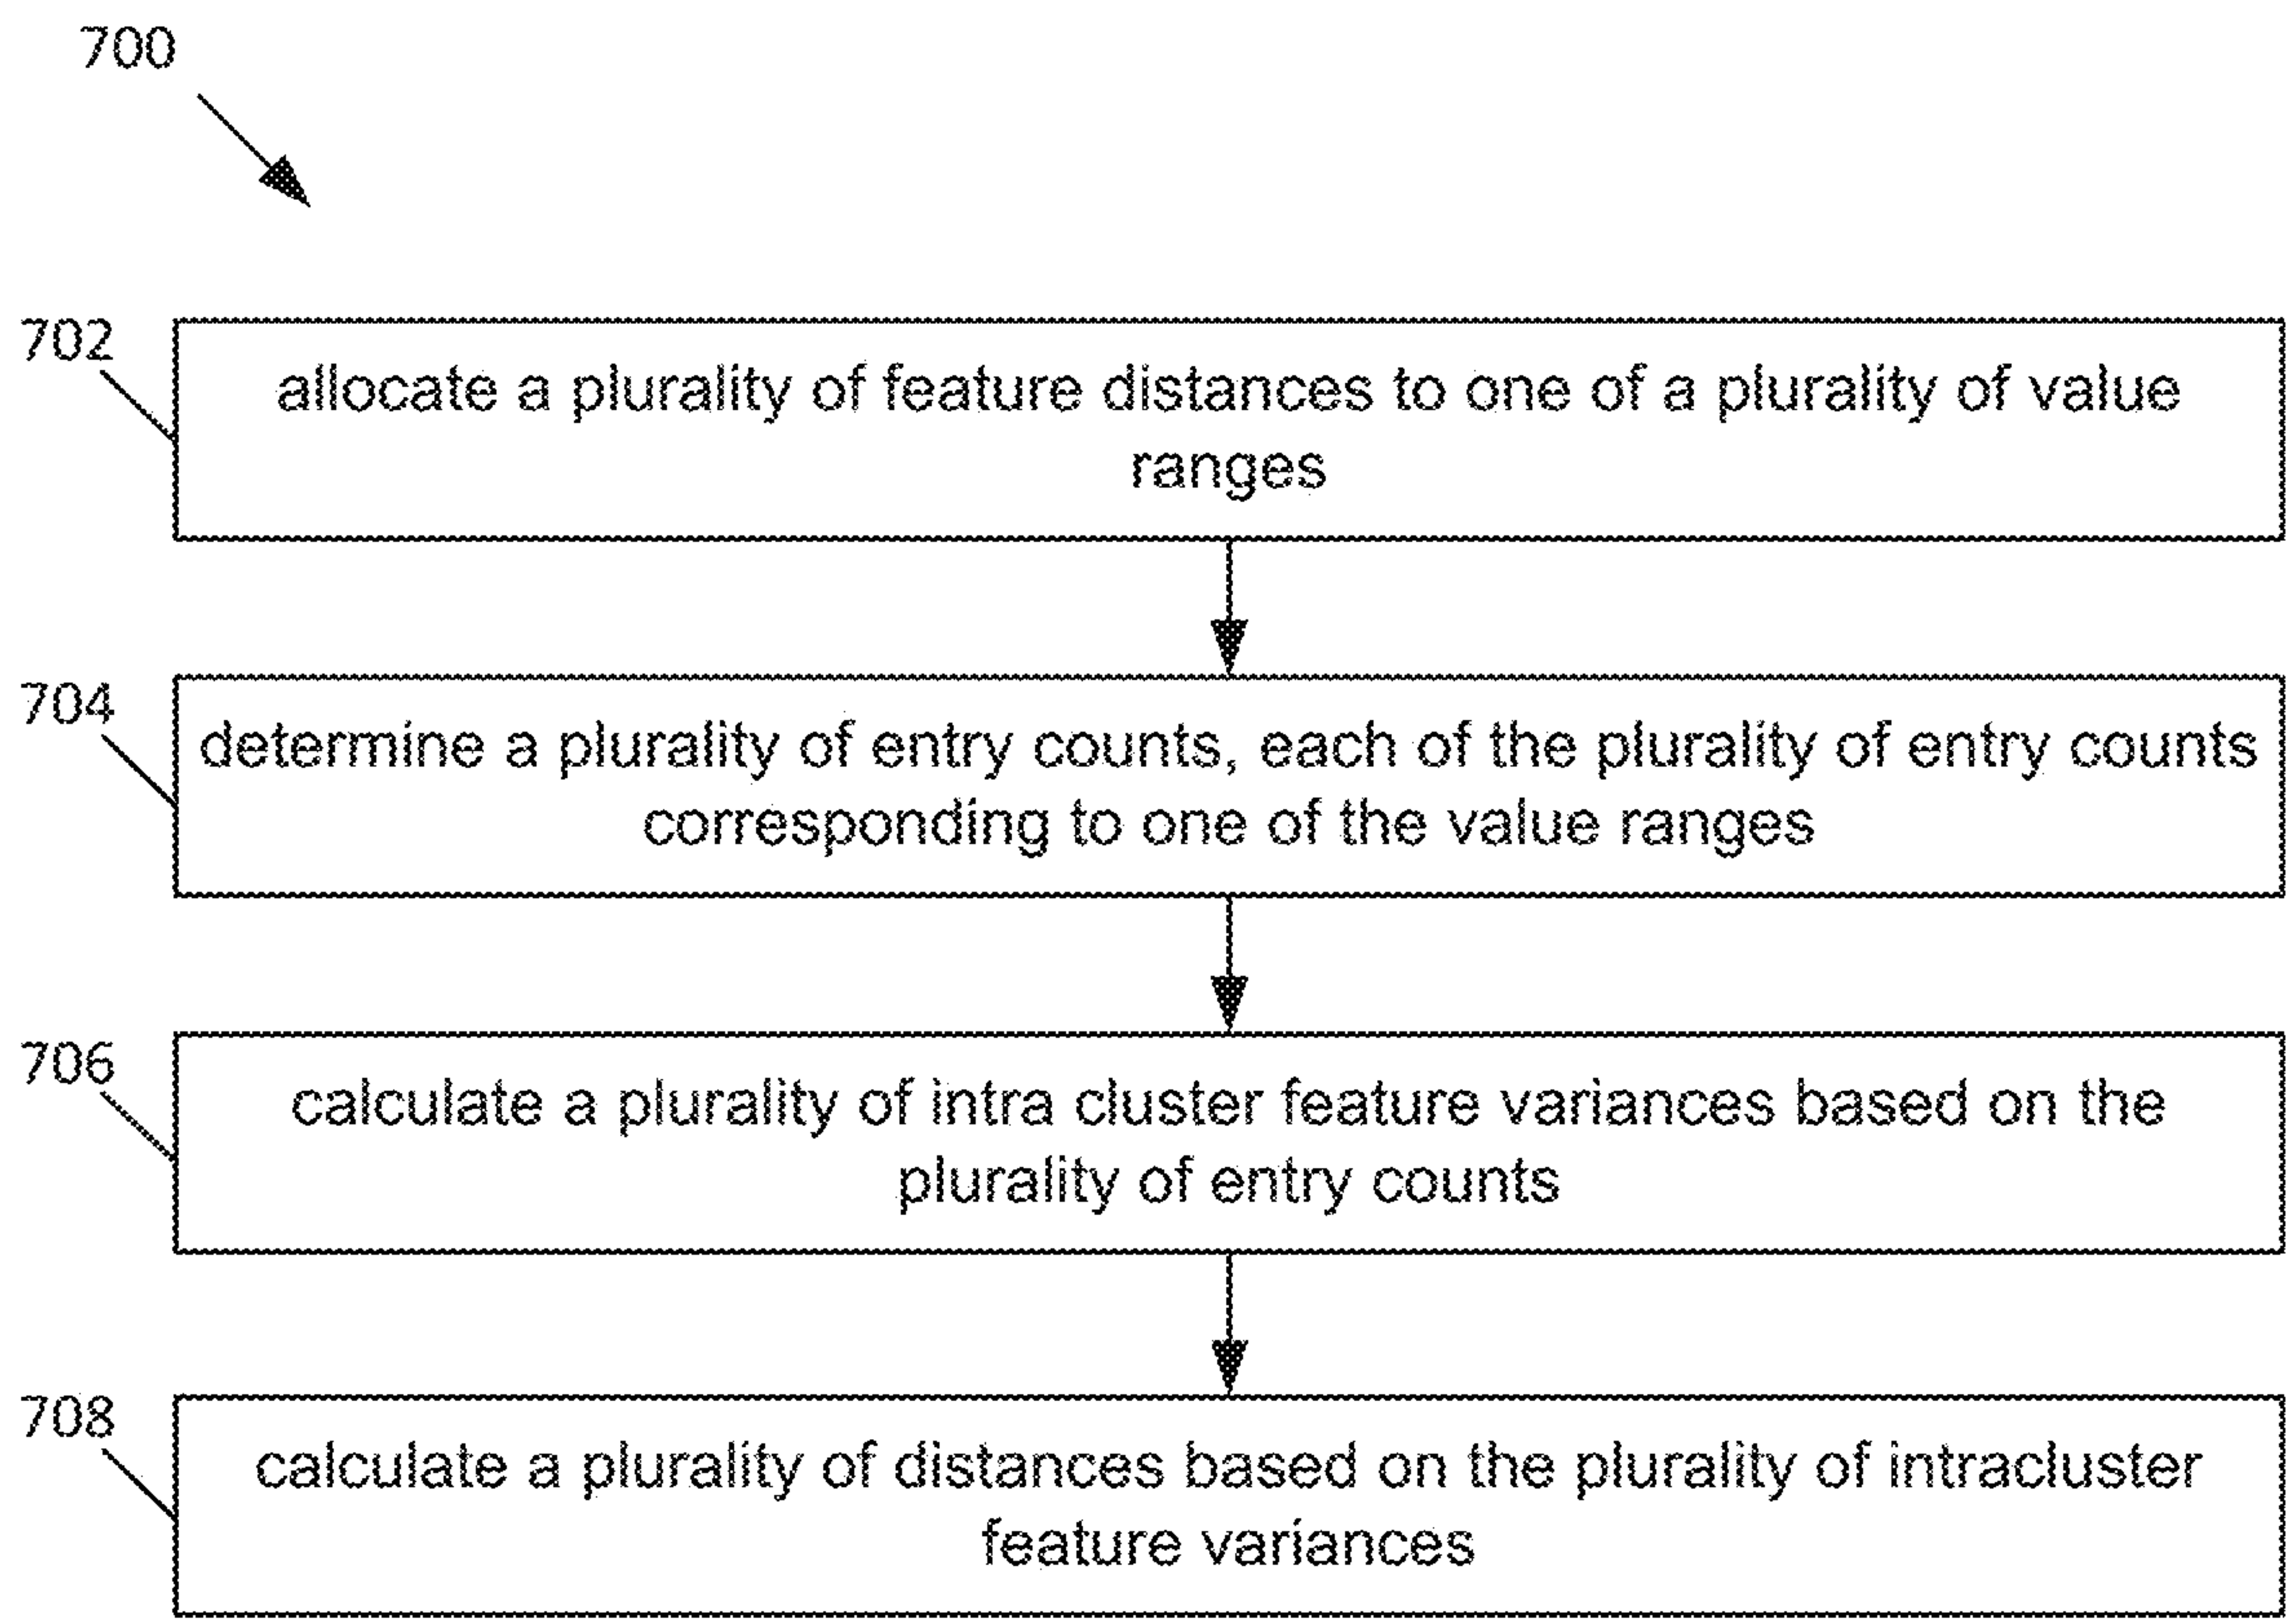 700
702
allocate a plurality of feature distances to one of a plurality of value
ranges
704
determine a plurality of entry counts, each of the plurality of entry counts
corresponding to one of the value ranges
706
calculate a plurality of intra cluster feature variances based on the
plurality of entry counts
708
calculate a plurality of distances based on the plurality of intracluster
feature variances